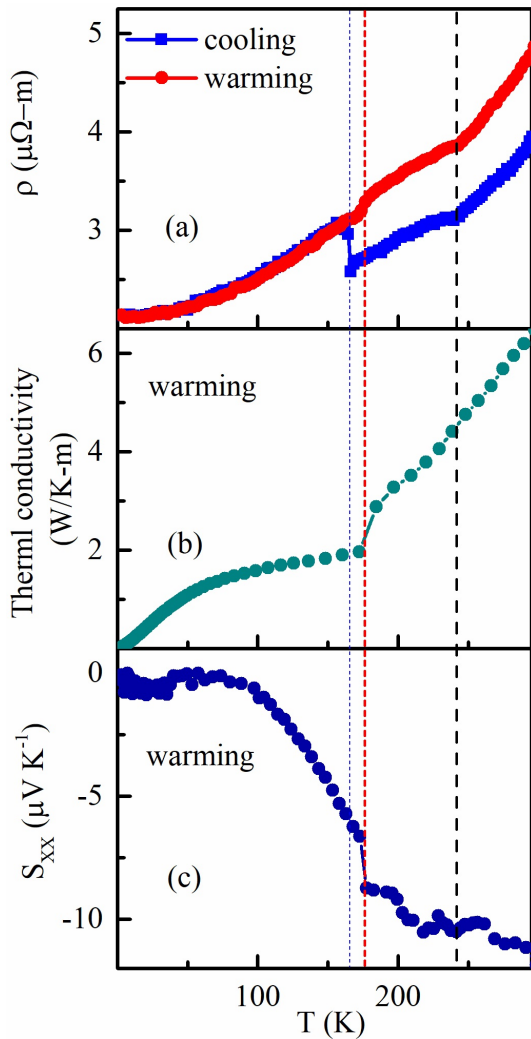 5
4
3
ρ (μΩ−m)
cooling
warming
(a)
6
4
2
0
Therml conductivity
(W/K-m)
warming
(b)
0
-5
-10
S_XX (μV K⁻¹)
warming
(c)
100
200
T (K)